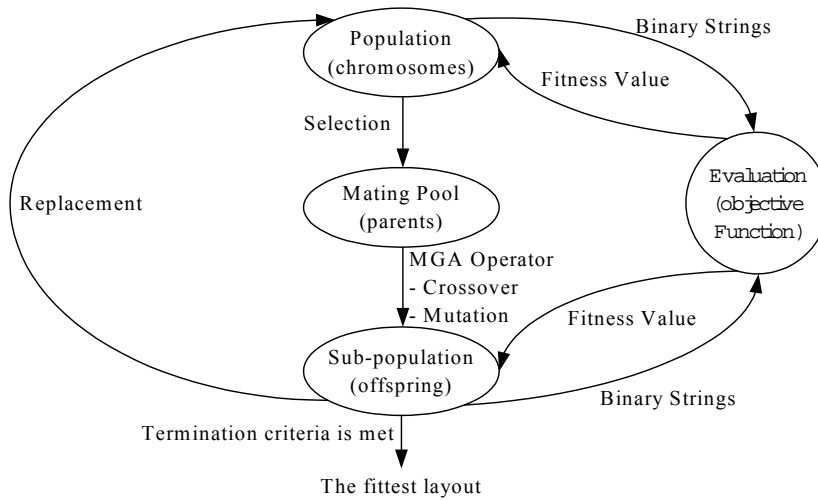 Population
(chromosomes)
Binary Strings
Fitness Value
Selection
Evaluation
(objective
Function)
Replacement
Mating Pool
(parents)
MGA Operator
- Crossover
- Mutation
Fitness Value
Sub-population
(offspring)
Binary Strings
Termination criteria is met
The fittest layout